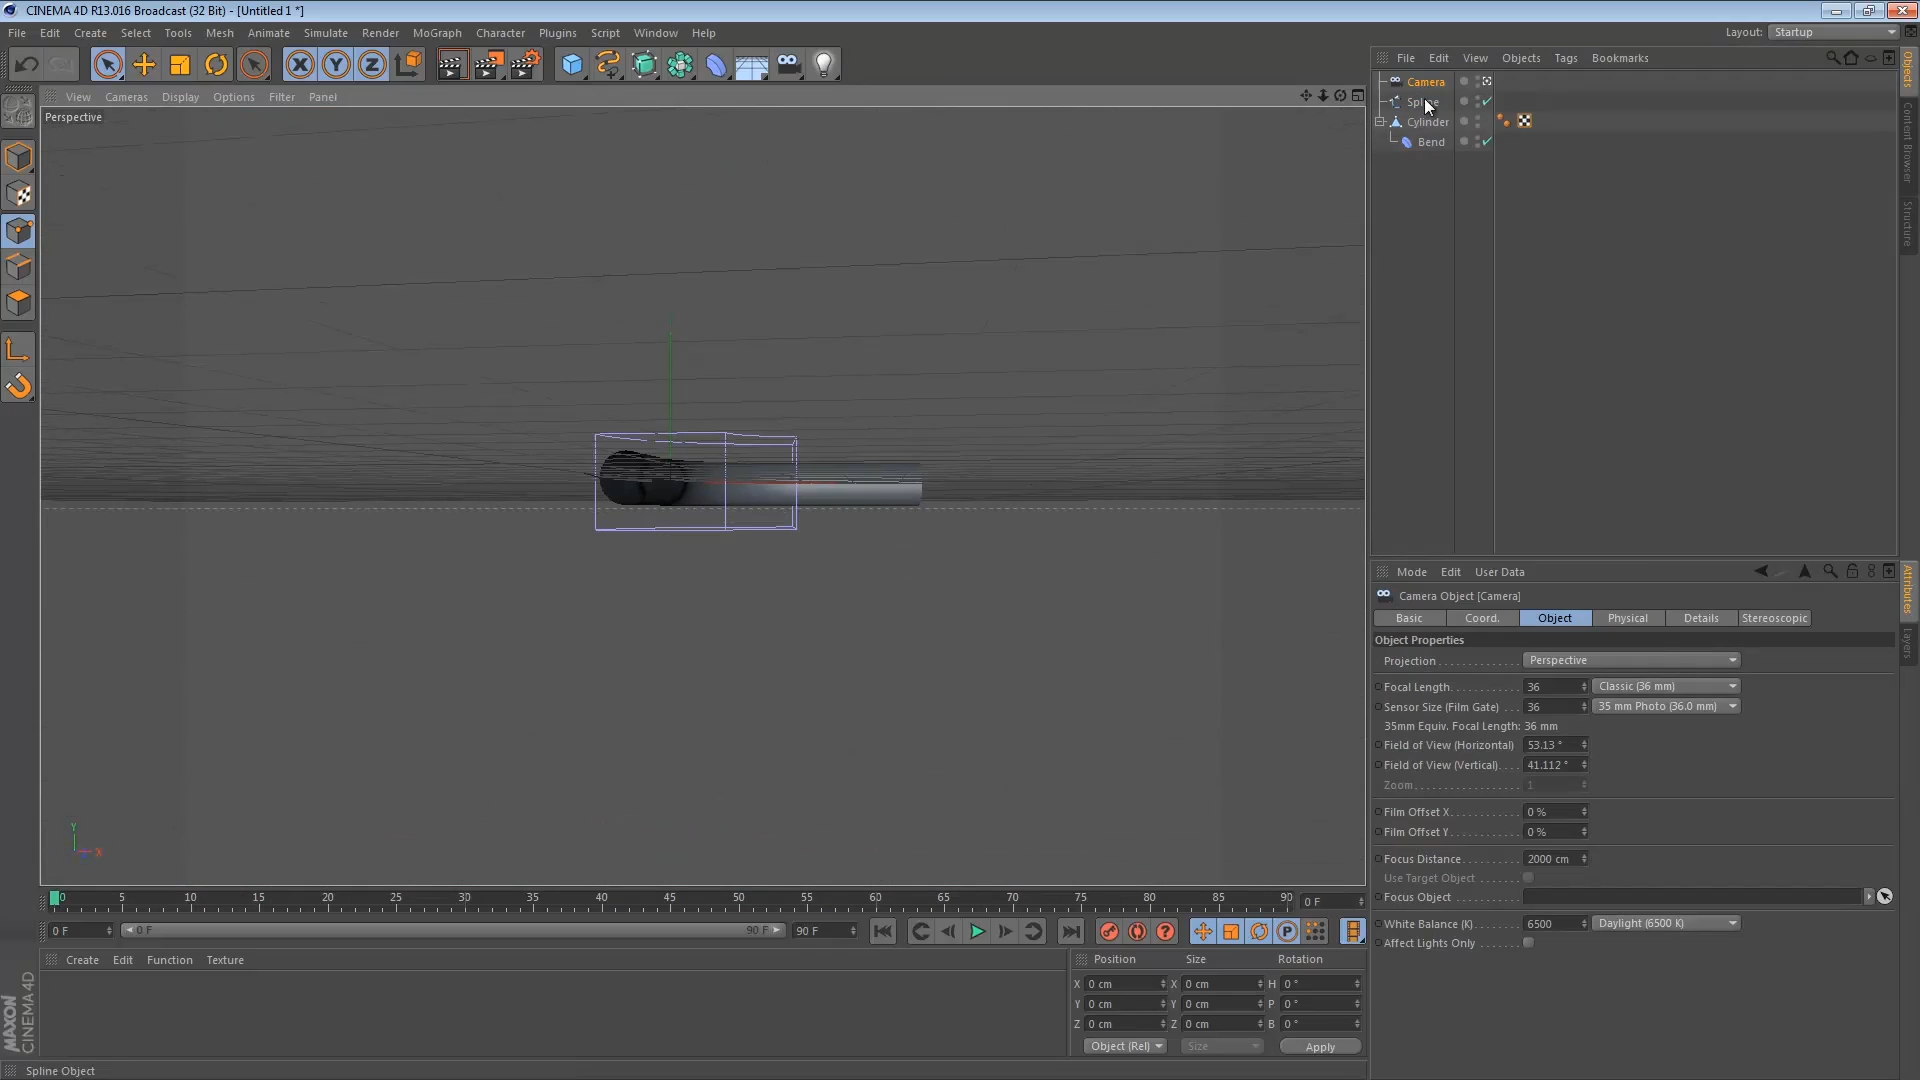 CINEMA 4D R13.016 Broadcast (32 Bit) - [Untitled 1 *]
File Edit Create Select Tools Mesh Animate Simulate Render MoGraph Character Plugins Script Window Help
Layout: Startup
View Cameras Display Options Filter Panel
Perspective
Y
X
File Edit View Objects Tags Bookmarks
Camera
Spline
Cylinder
Bend
Objects
Content Browser
Structure
Mode Edit User Data
Camera Object [Camera]
Basic Coord. Object Physical Details Stereoscopic
Object Properties
Projection Perspective
Focal Length 36 Classic (36 mm)
Sensor Size (Film Gate) 36 35 mm Photo (36.0 mm)
35mm Equiv. Focal Length: 36 mm
Field of View (Horizontal) 53.13 °
Field of View (Vertical) 41.112 °
Zoom 1
Film Offset X 0 %
Film Offset Y 0 %
Focus Distance 2000 cm
Use Target Object
Focus Object
White Balance (K) 6500 Daylight (6500 K)
Affect Lights Only
Attributes
Layers
0 5 10 15 20 25 30 35 40 45 50 55 60 65 70 75 80 85 90 0 F
0 F 0 F 90 F 90 F
Create Edit Function Texture
Position Size Rotation
X 0 cm X 0 cm H 0 °
Y 0 cm Y 0 cm P 0 °
Z 0 cm Z 0 cm B 0 °
Object (Rel) Size Apply
MAXON
CINEMA 4D
Spline Object